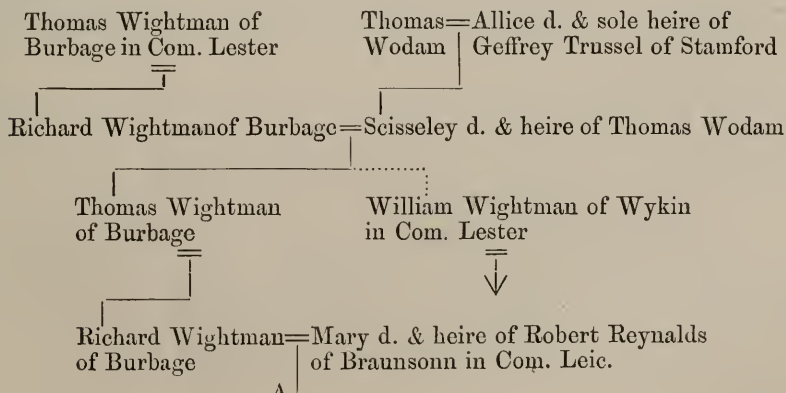 Thomas Wightman of
Burbage in Com. Lester
Thomas=Allice d. & sole heire of
Wodam Geffrey Trussel of Stamford
Richard Wightmanof Burbage=Scisseley d. & heire of Thomas Wodam
Thomas Wightman
of Burbage
William Wightman of Wykin
in Com. Lester
Richard Wightman=Mary d. & heire of Robert Reynalds
of Burbage of Braunsonn in Com. Leic.